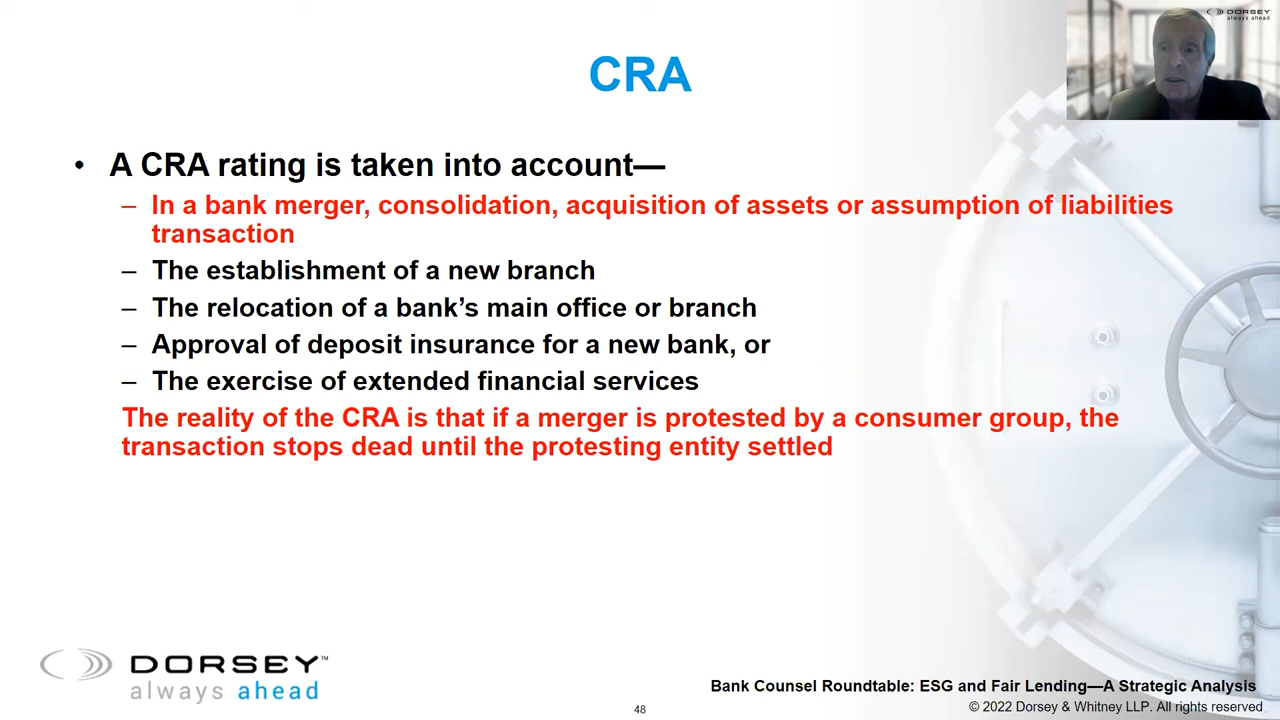 DORSEY
always ahead
CRA
• A CRA rating is taken into account—
– In a bank merger, consolidation, acquisition of assets or assumption of liabilities
transaction
– The establishment of a new branch
– The relocation of a bank’s main office or branch
– Approval of deposit insurance for a new bank, or
– The exercise of extended financial services
The reality of the CRA is that if a merger is protested by a consumer group, the
transaction stops dead until the protesting entity settled
DORSEY™
always ahead
Bank Counsel Roundtable: ESG and Fair Lending—A Strategic Analysis
© 2022 Dorsey & Whitney LLP. All rights reserved
48